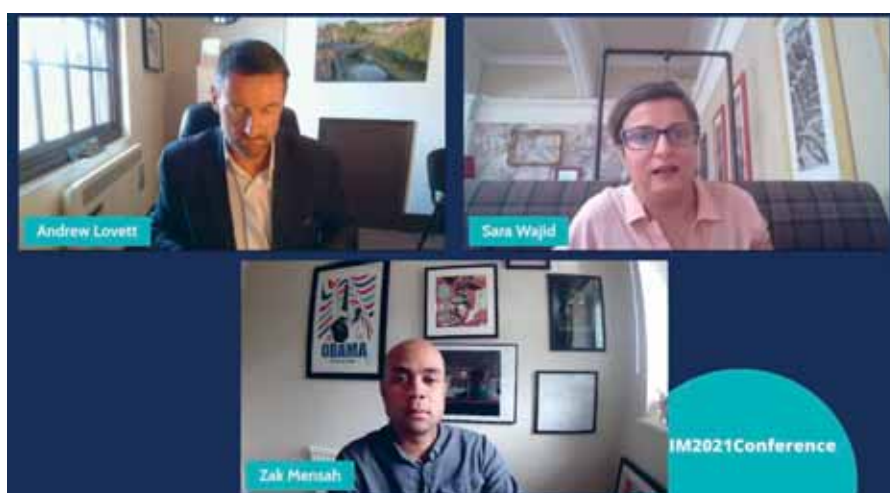 Andrew Lovett
Sara Wajid
OBAMA
Zak Mensah
IM2021Conference